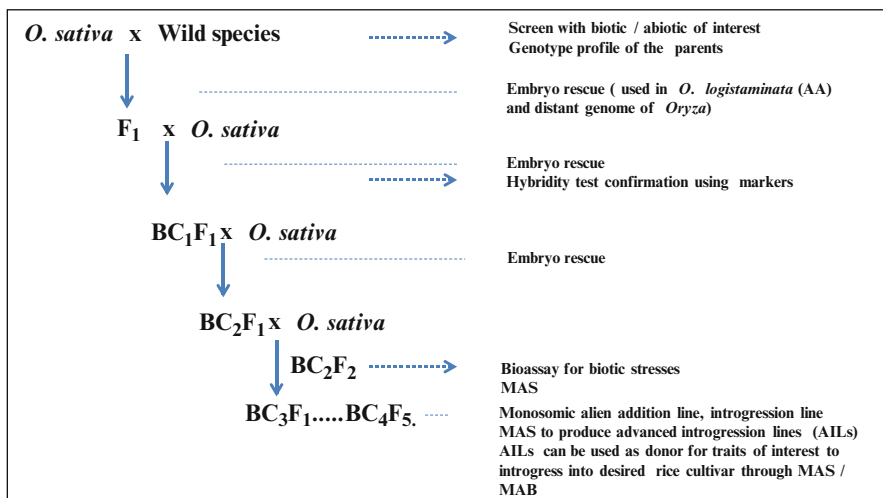 O. sativa x Wild species
Screen with biotic / abiotic of interest
Genotype profile of the parents
Embryo rescue ( used in O. logistaminata (AA)
and distant genome of Oryza)
F1 x O. sativa
Embryo rescue
Hybridity test confirmation using markers
BC1F1 x O. sativa
Embryo rescue
BC2F1 x O. sativa
BC2F2
Bioassay for biotic stresses
MAS
BC3F1.....BC4F5.
Monosomic alien addition line, introgression line
MAS to produce advanced introgression lines (AILs)
AILs can be used as donor for traits of interest to
introgress into desired rice cultivar through MAS /
MAB